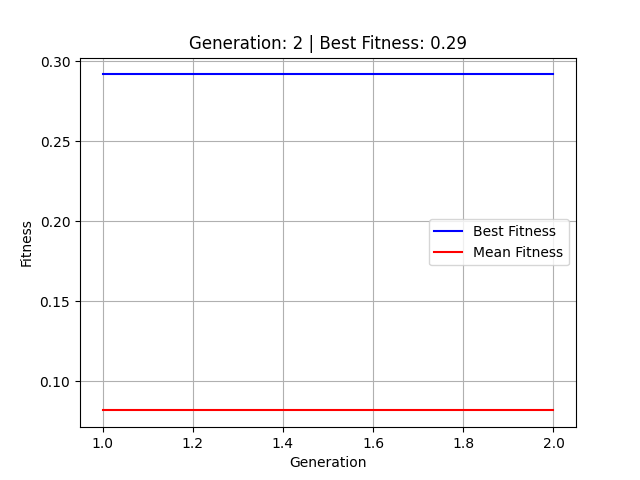 Generation: 2 | Best Fitness: 0.29
0.30
0.25
0.20
0.15
0.10
Fitness
Best Fitness
Mean Fitness
1.0 1.2 1.4 1.6 1.8 2.0
Generation